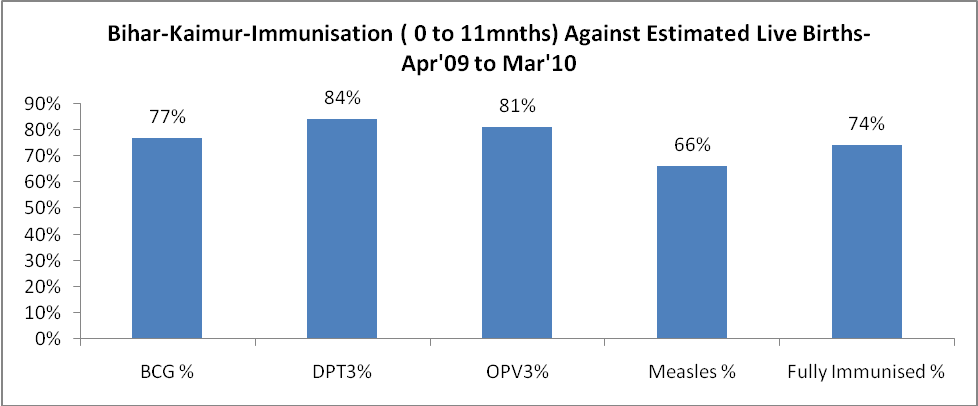 Bihar-Kaimur-Immunisation ( 0 to 11mnths) Against Estimated Live Births-
Apr'09 to Mar'10
90%
80%
70%
60%
50%
40%
30%
20%
10%
0%
77%
84%
81%
66%
74%
BCG %
DPT3%
OPV3%
Measles %
Fully Immunised %